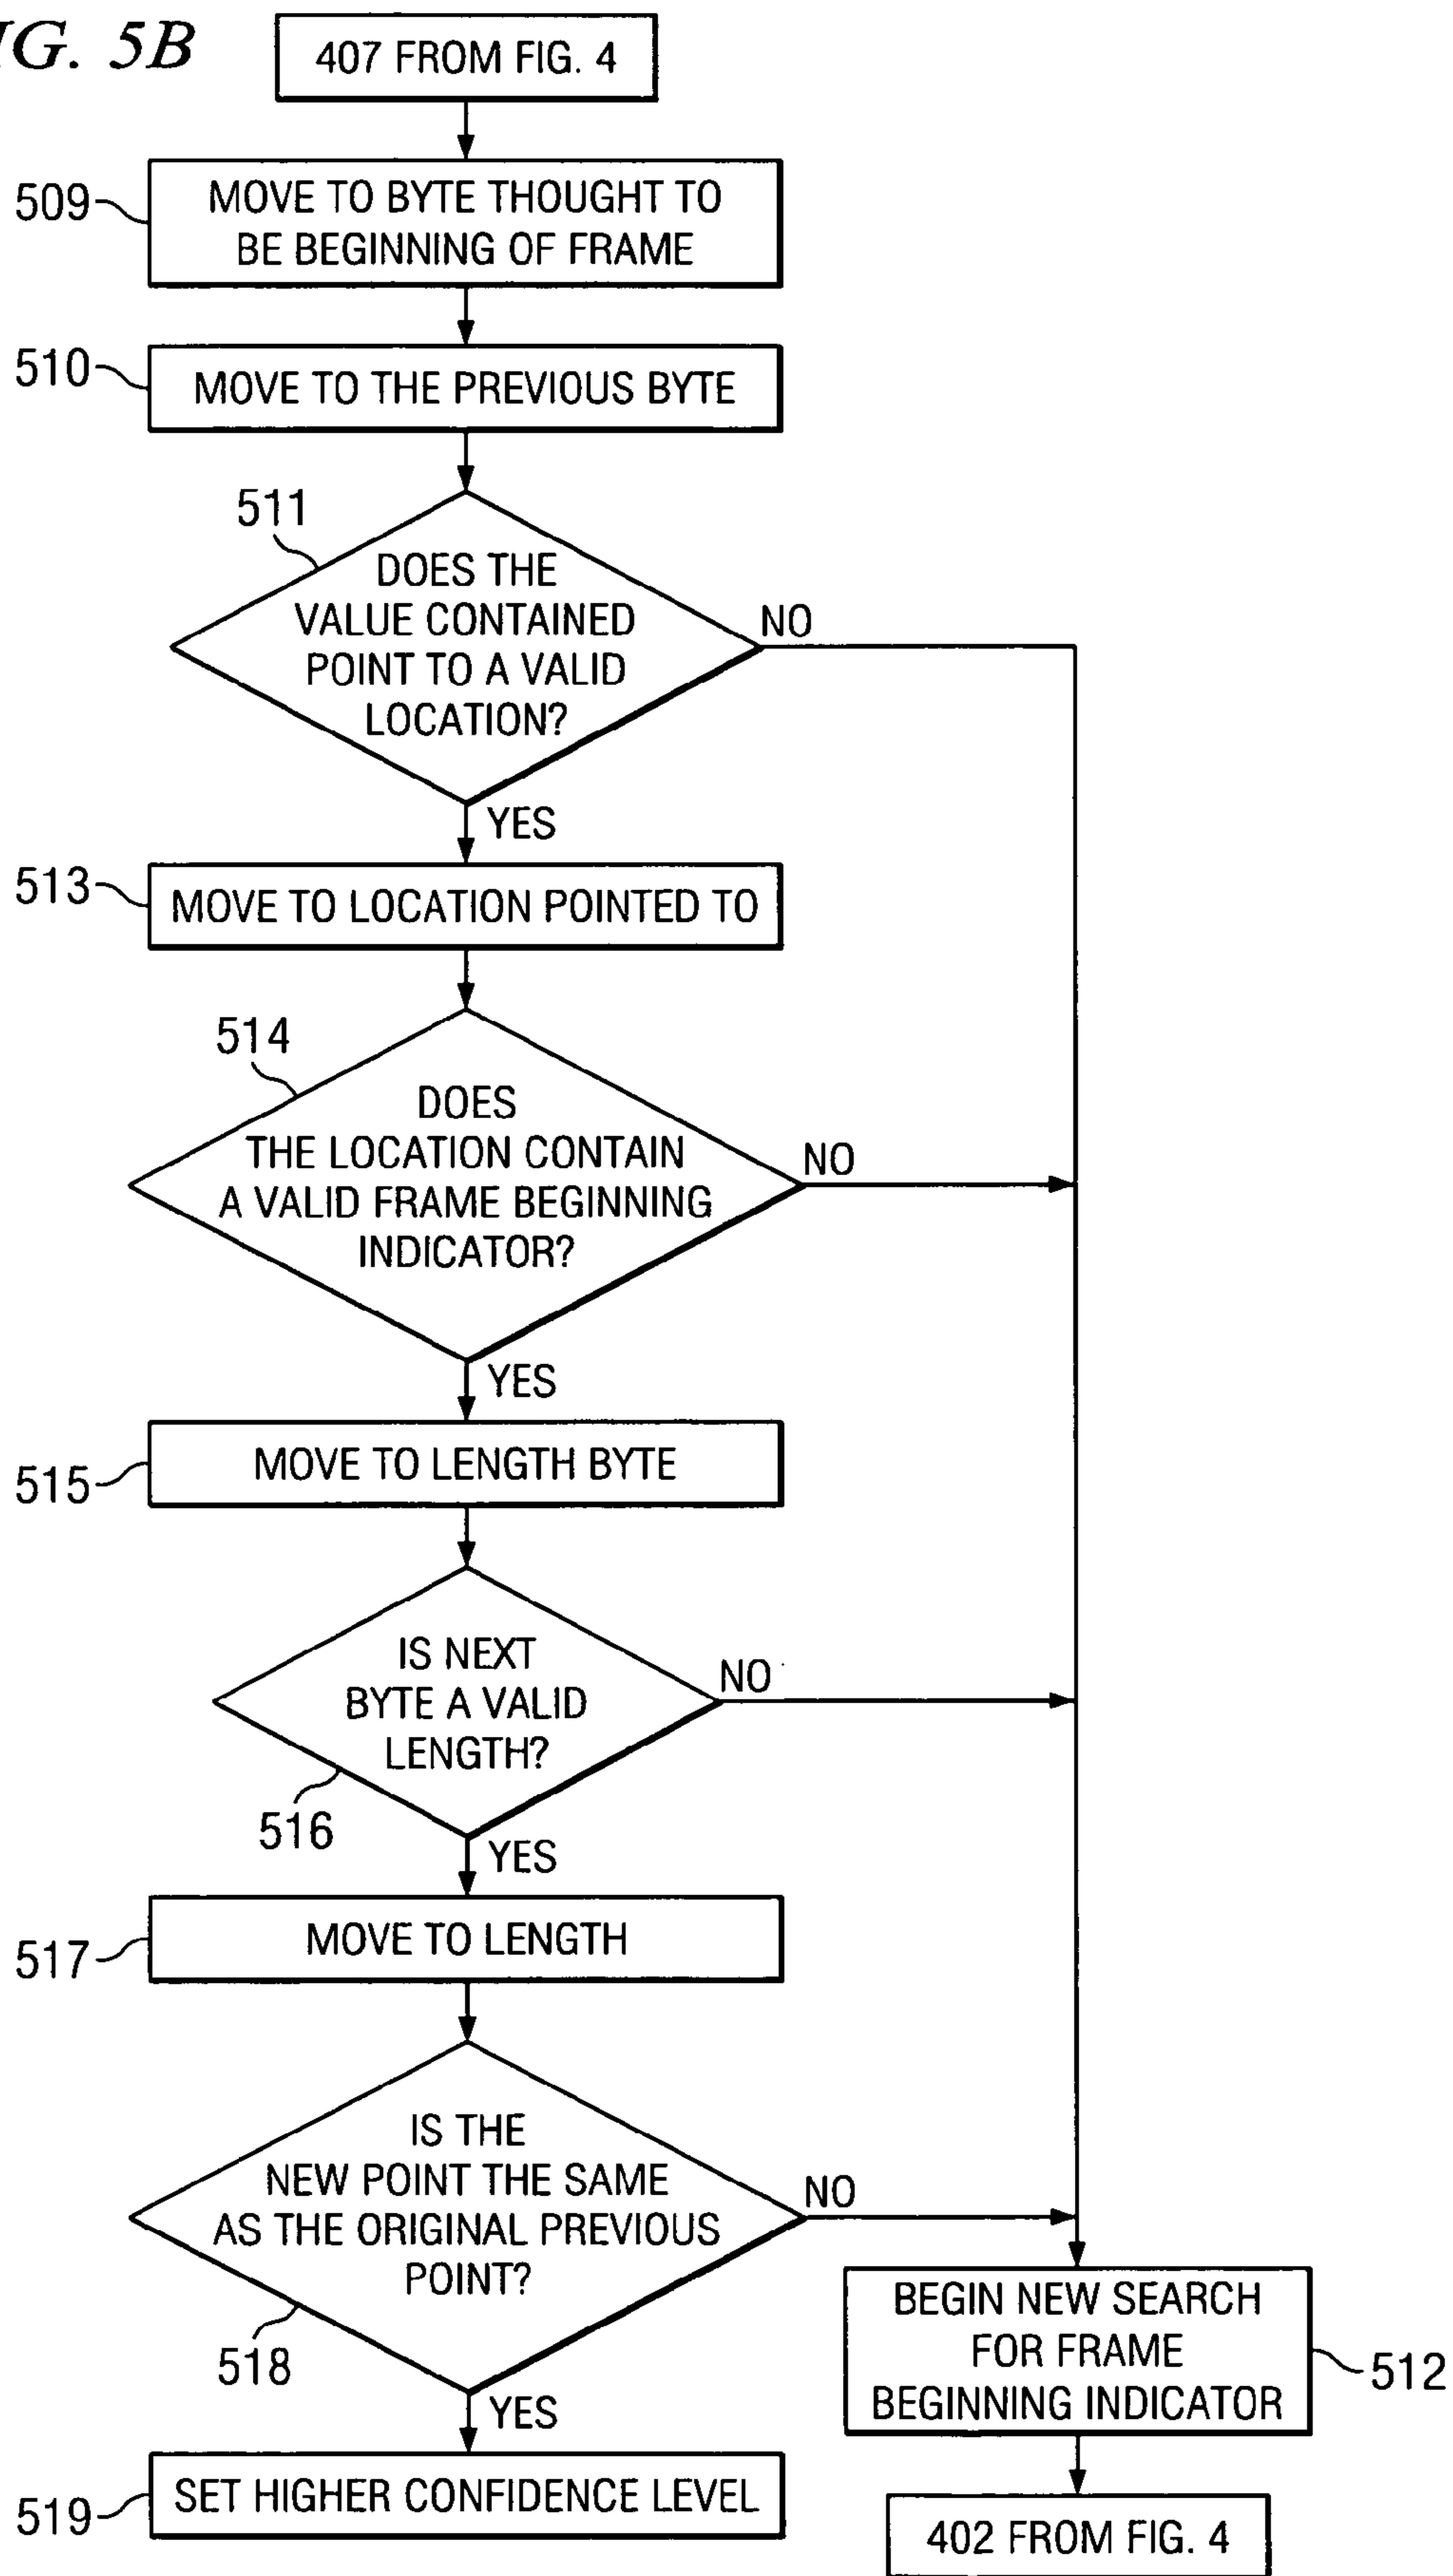 IG. 5B
407 FROM FIG. 4
509
MOVE TO BYTE THOUGHT TO
BE BEGINNING OF FRAME
510
MOVE TO THE PREVIOUS BYTE
511
DOES THE
VALUE CONTAINED
POINT TO A VALID
LOCATION?
NO
YES
513
MOVE TO LOCATION POINTED TO
514
DOES
THE LOCATION CONTAIN
A VALID FRAME BEGINNING
INDICATOR?
NO
YES
515
MOVE TO LENGTH BYTE
IS NEXT
BYTE A VALID
LENGTH?
NO
516
YES
517
MOVE TO LENGTH
IS THE
NEW POINT THE SAME
AS THE ORIGINAL PREVIOUS
POINT?
NO
518
YES
519
SET HIGHER CONFIDENCE LEVEL
BEGIN NEW SEARCH
FOR FRAME
BEGINNING INDICATOR
512
402 FROM FIG. 4